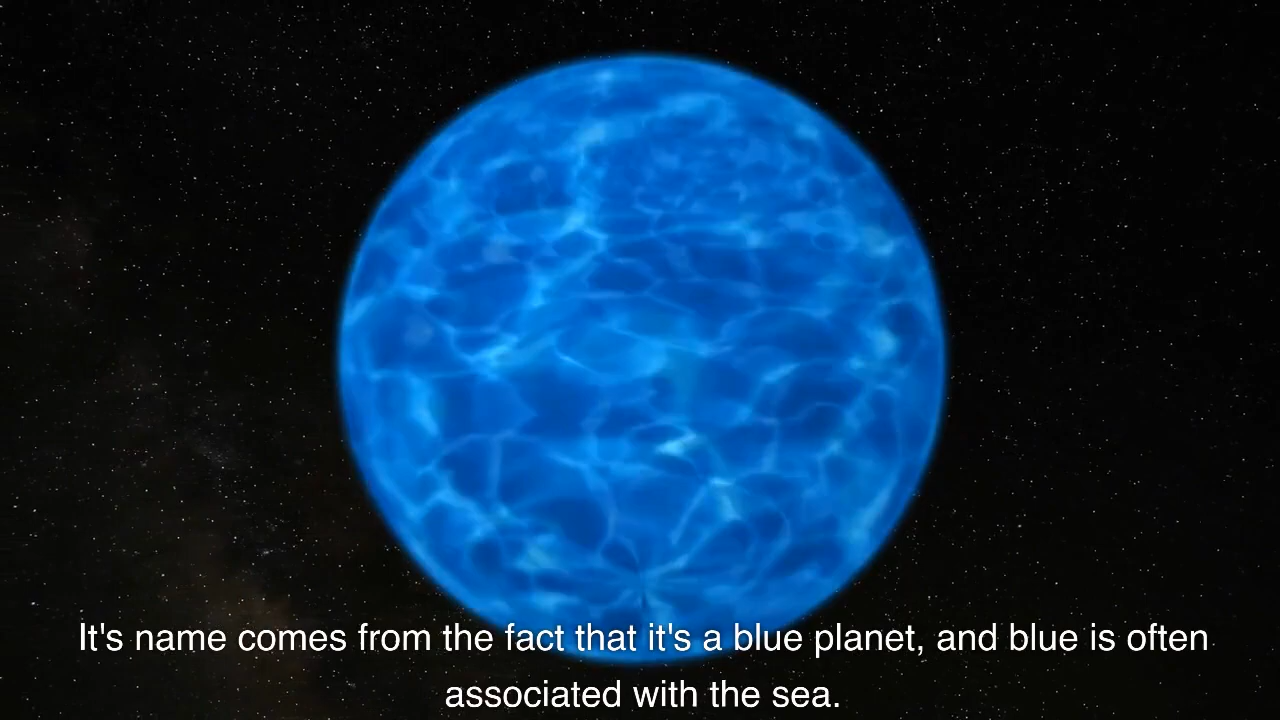 It's name comes from the fact that it's a blue planet, and blue is often
associated with the sea.